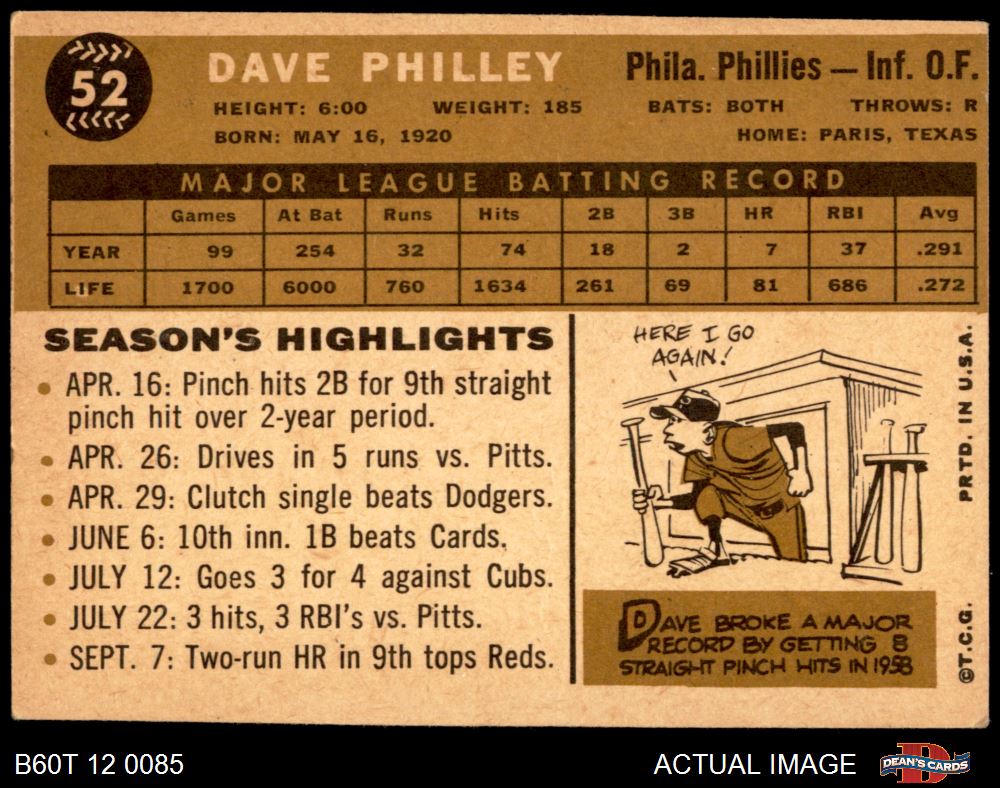 52
DAVE PHILLEY
Phila. Phillies — Inf. O.F.
HEIGHT: 6:00 WEIGHT: 185 BATS: BOTH THROWS: R
BORN: MAY 16, 1920 HOME: PARIS, TEXAS
MAJOR LEAGUE BATTING RECORD
Games At Bat Runs Hits 2B 3B HR RBI Avg
YEAR 99 254 32 74 18 2 7 37 .291
LIFE 1700 6000 760 1634 261 69 81 686 .272
SEASON'S HIGHLIGHTS
• APR. 16: Pinch hits 2B for 9th straight
pinch hit over 2-year period.
• APR. 26: Drives in 5 runs vs. Pitts.
• APR. 29: Clutch single beats Dodgers.
• JUNE 6: 10th inn. 1B beats Cards.
• JULY 12: Goes 3 for 4 against Cubs.
• JULY 22: 3 hits, 3 RBI's vs. Pitts.
• SEPT. 7: Two-run HR in 9th tops Reds.
HERE I GO
AGAIN!
DAVE BROKE A MAJOR
RECORD BY GETTING 8
STRAIGHT PINCH HITS IN 1958
©T.C.G. PRTD. IN U.S.A.
B60T 12 0085
ACTUAL IMAGE
DEAN'S CARDS